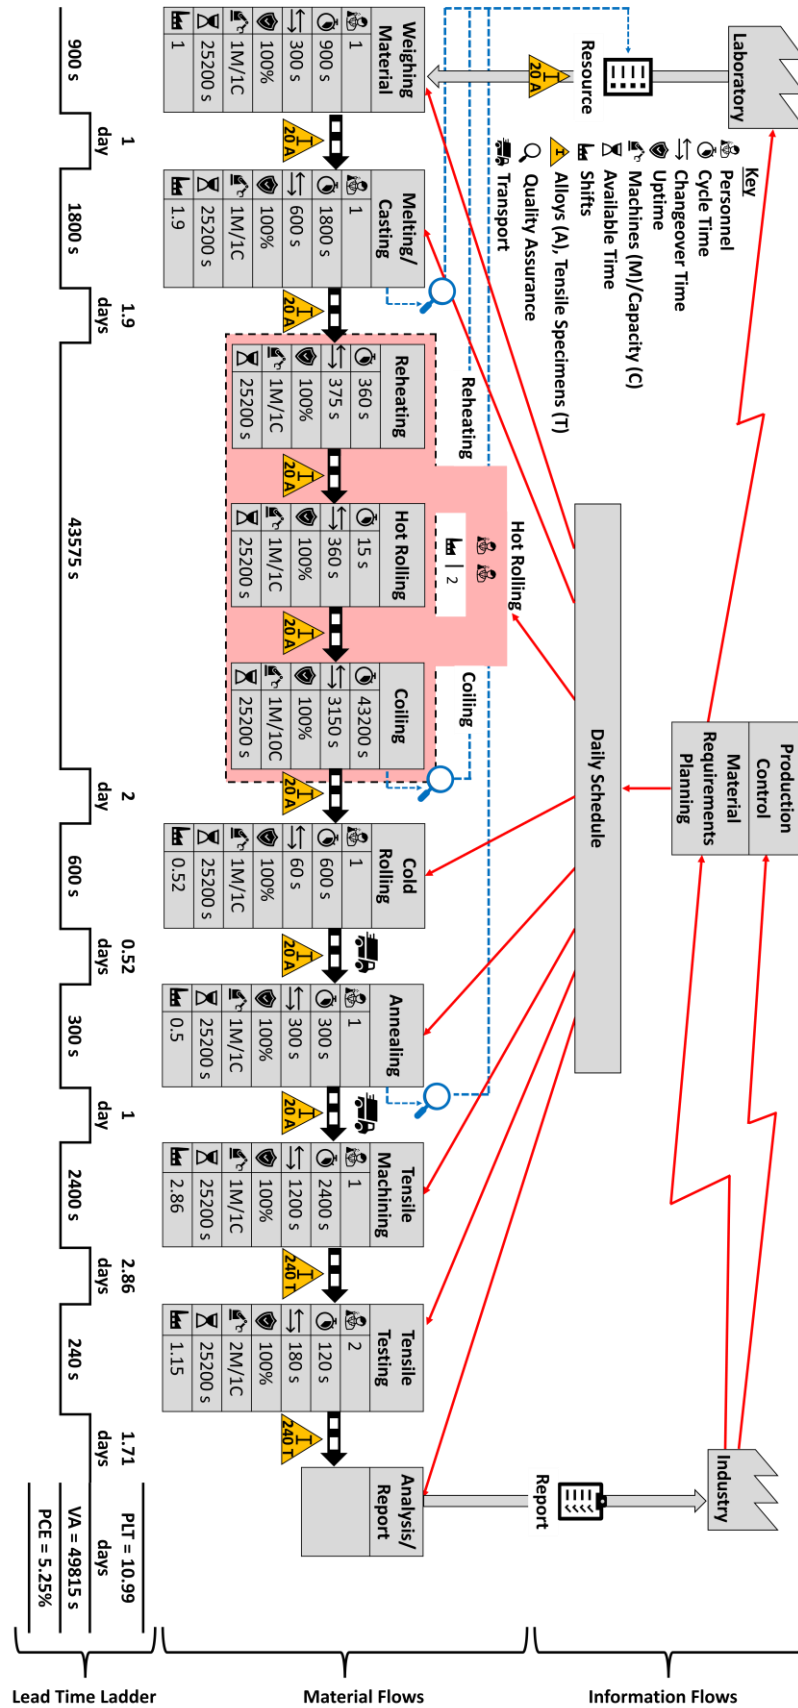 Laboratory
Resource
20 A
Key
Personnel
Cycle Time
Changeover Time
Uptime
Machines (M)/Capacity (C)
Available Time
Shifts
Alloys (A), Tensile Specimens (T)
Quality Assurance
Transport
Production
Control
Material
Requirements
Planning
Daily Schedule
Industry
Report
Weighing
Material
1
900 s
300 s
100%
1M/1C
25200 s
1
20 A
Melting/
Casting
1
1800 s
600 s
100%
1M/1C
25200 s
1.9
20 A
Reheating
Hot Rolling
Coiling
2
Reheating
360 s
375 s
100%
1M/1C
25200 s
20 A
Hot Rolling
15 s
360 s
100%
1M/1C
25200 s
20 A
Coiling
43200 s
3150 s
100%
1M/10C
25200 s
20 A
Cold
Rolling
1
600 s
60 s
100%
1M/1C
25200 s
0.52
20 A
Annealing
1
300 s
300 s
100%
1M/1C
25200 s
0.5
20 A
Tensile
Machining
1
2400 s
1200 s
100%
1M/1C
25200 s
2.86
240 T
Tensile
Testing
2
120 s
180 s
100%
2M/1C
25200 s
1.15
240 T
Analysis/
Report
900 s
1
day
1800 s
1.9
days
43575 s
2
day
600 s
0.52
days
300 s
1
day
2400 s
2.86
days
240 s
1.71
days
PLT = 10.99
days
VA = 49815 s
PCE = 5.25%
Lead Time Ladder
Material Flows
Information Flows